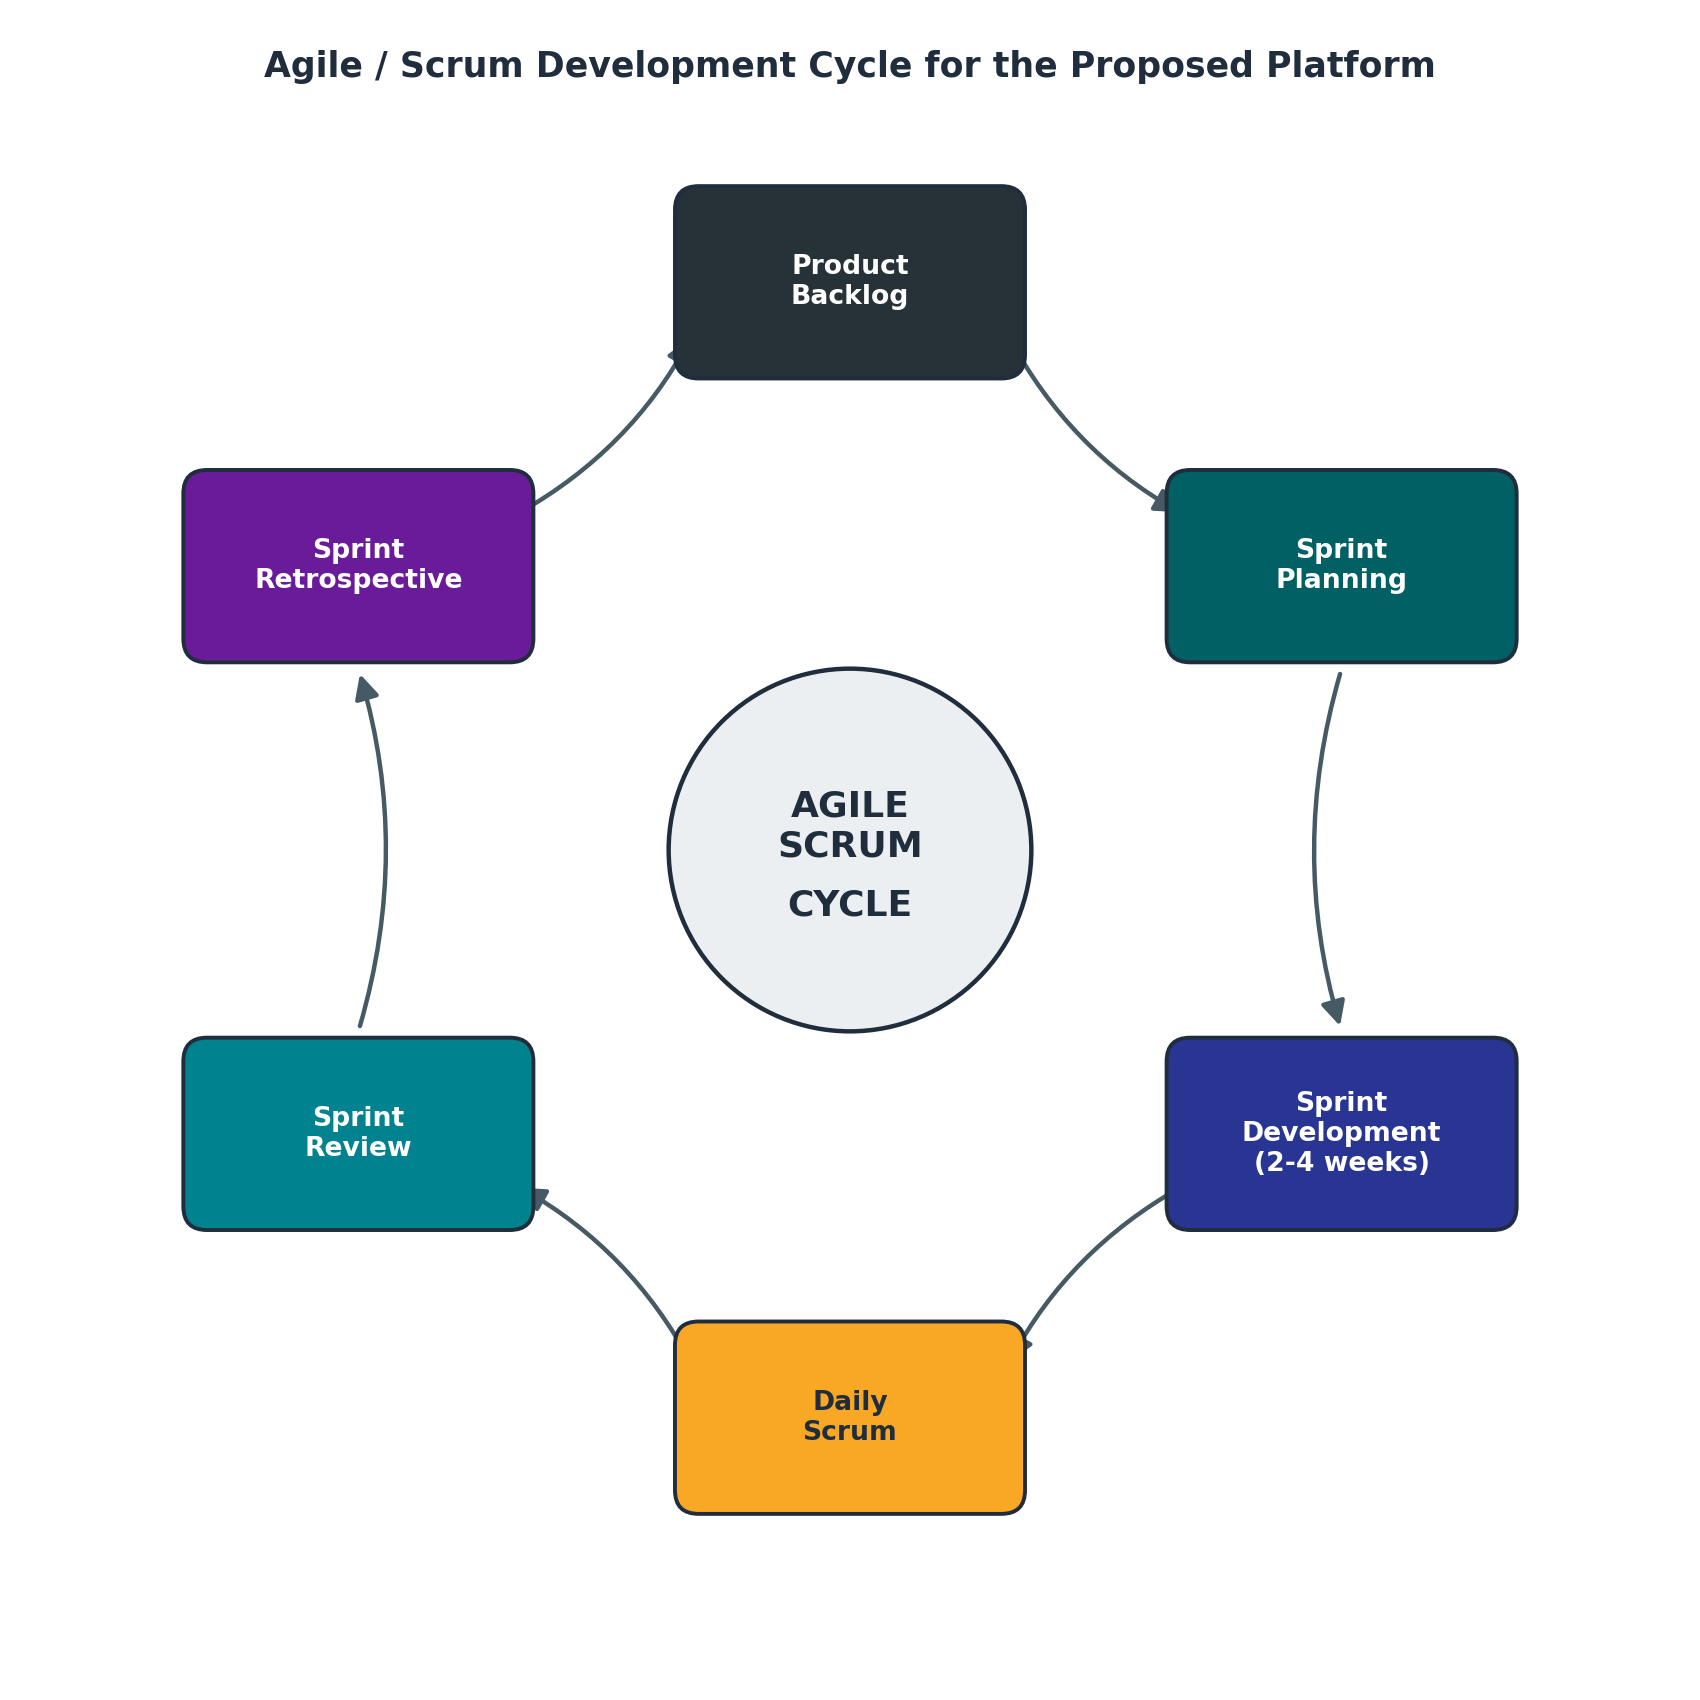 Agile / Scrum Development Cycle for the Proposed Platform
Product
Backlog
Sprint
Retrospective
Sprint
Planning
AGILE
SCRUM
CYCLE
Sprint
Review
Sprint
Development
(2-4 weeks)
Daily
Scrum